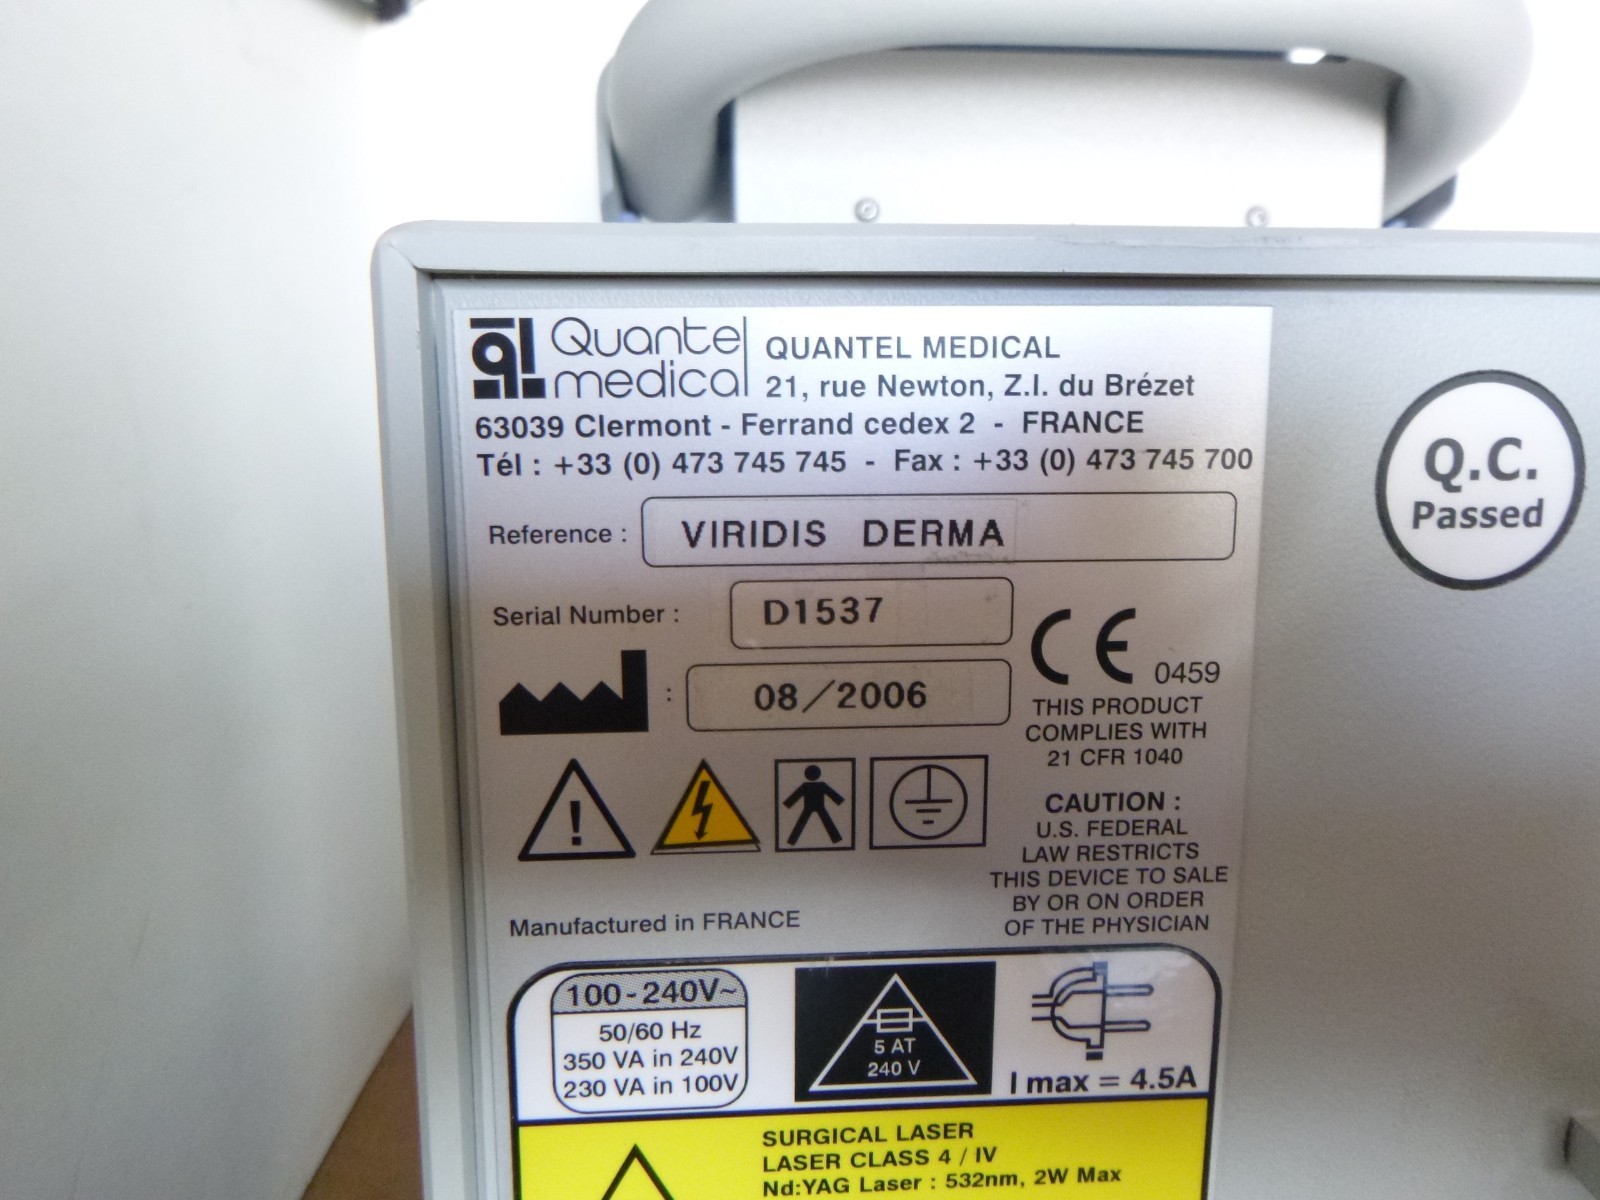 Quantel
medical
QUANTEL MEDICAL
21, rue Newton, Z.I. du Brézet
63039 Clermont - Ferrand cedex 2 - FRANCE
Tél : +33 (0) 473 745 745 - Fax : +33 (0) 473 745 700
Reference : VIRIDIS DERMA
Serial Number : D1537
: 08/2006
CE 0459
THIS PRODUCT
COMPLIES WITH
21 CFR 1040
CAUTION :
U.S. FEDERAL
LAW RESTRICTS
THIS DEVICE TO SALE
BY OR ON ORDER
OF THE PHYSICIAN
Manufactured in FRANCE
100-240V~
50/60 Hz
350 VA in 240V
230 VA in 100V
5 AT
240 V
I max = 4.5A
SURGICAL LASER
LASER CLASS 4 / IV
Nd:YAG Laser : 532nm, 2W Max
Q.C.
Passed